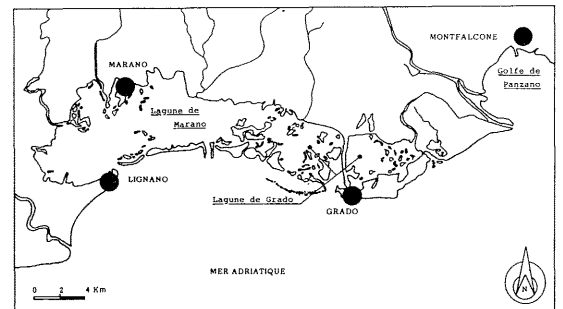 MONTFALCONE
MARANO
Golfe de
Panzano
Lagune de
Marano
LIGNANO
Lagune de Grado
GRADO
MER ADRIATIQUE
0 2 4 Km
N